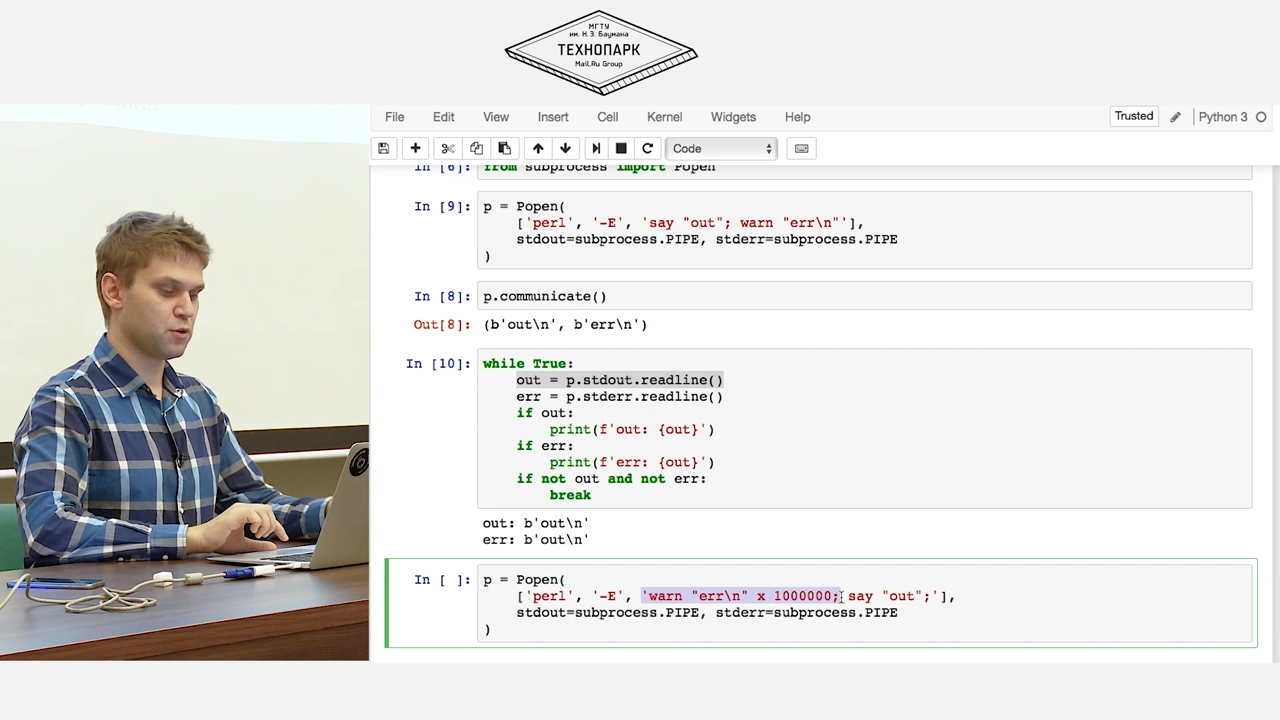 МГТУ
им. Н.Э. Баумана
ТЕХНОПАРК
Mail.Ru Group
File Edit View Insert Cell Kernel Widgets Help Trusted Python 3
Code
In [6]: from subprocess import Popen
In [9]: p = Popen(
['perl', '-E', 'say "out"; warn "err\n"'],
stdout=subprocess.PIPE, stderr=subprocess.PIPE
)
In [8]: p.communicate()
Out[8]: (b'out\n', b'err\n')
In [10]: while True:
out = p.stdout.readline()
err = p.stderr.readline()
if out:
print(f'out: {out}')
if err:
print(f'err: {out}')
if not out and not err:
break
out: b'out\n'
err: b'out\n'
In [ ]: p = Popen(
['perl', '-E', 'warn "err\n" x 1000000; say "out";'],
stdout=subprocess.PIPE, stderr=subprocess.PIPE
)